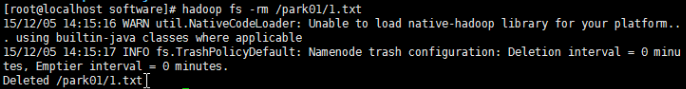 [root@localhost software]# hadoop fs -rm /park01/1.txt
15/12/05 14:15:16 WARN util.NativeCodeLoader: Unable to load native-hadoop library for your platform..
. using builtin-java classes where applicable
15/12/05 14:15:17 INFO fs.TrashPolicyDefault: Namenode trash configuration: Deletion interval = 0 minu
tes, Emptier interval = 0 minutes.
Deleted /park01/1.txt